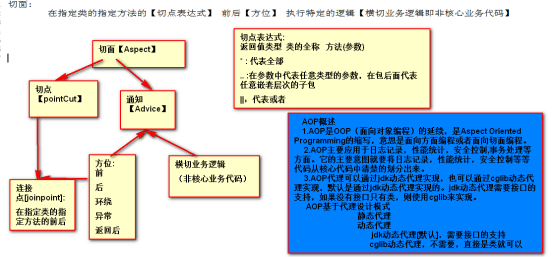 切面:
在指定类的指定方法的【切点表达式】 前后【方位】 执行特定的逻辑【横切业务逻辑即非核心业务代码】
切面【Aspect】
切点
【pointCut】
通知
【Advice】
连接
点[joinpoint]:
在指定类的指
定方法的前后
方位:
前
后
环绕
异常
返回后
横切业务逻辑
(非核心业务代码)
切点表达式:
返回值类型 类的全称 方法(参数)
* : 代表全部
.. :在参数中代表任意类型的参数，在包后面代表
任意嵌套层次的子包
||，代表或者
AOP概述
1.AOP是OOP（面向对象编程）的延续，是Aspect Oriented
Programming的缩写，意思是面向方面编程或者面向切面编程。
2.AOP主要应用于日志记录，性能统计，安全控制,事务处理等
方面。它的主要意图就要将日志记录，性能统计，安全控制等等
代码从核心代码中清楚的划分出来。
3.AOP代理可以通过jdk动态代理实现，也可以通过cglib动态代
理实现，默认是通过jdk动态代理实现的。jdk动态代理需要接口的
支持，如果没有接口只有类，则使用cglib来实现。
AOP基于代理设计模式
静态代理
动态代理
jdk动态代理[默认]，需要接口的支持
cglib动态代理，不需要，直接是类就可以